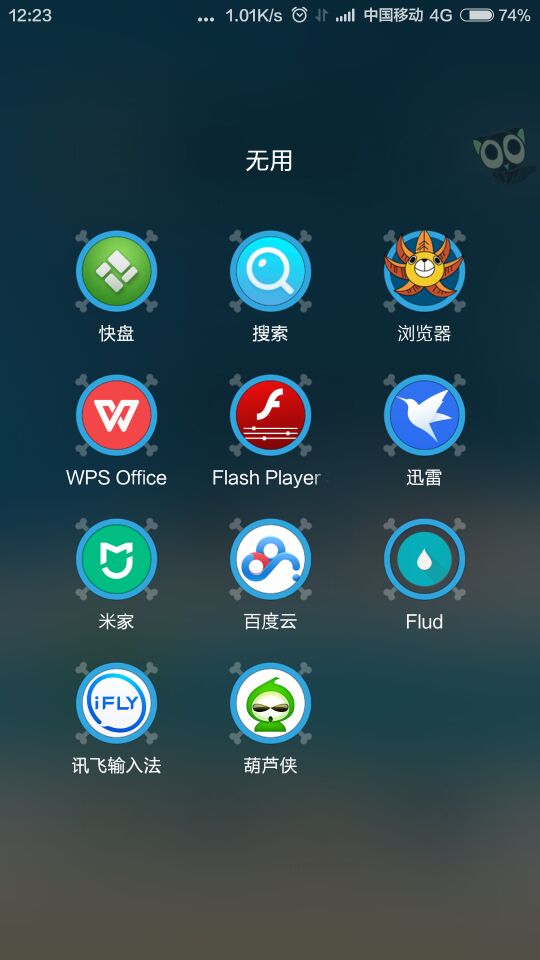 12:23 ... 1.01K/s 中国移动 4G 74%
无用
快盘 搜索 浏览器
WPS Office Flash Player 迅雷
米家 百度云 Flud
iFLY
讯飞输入法 葫芦侠